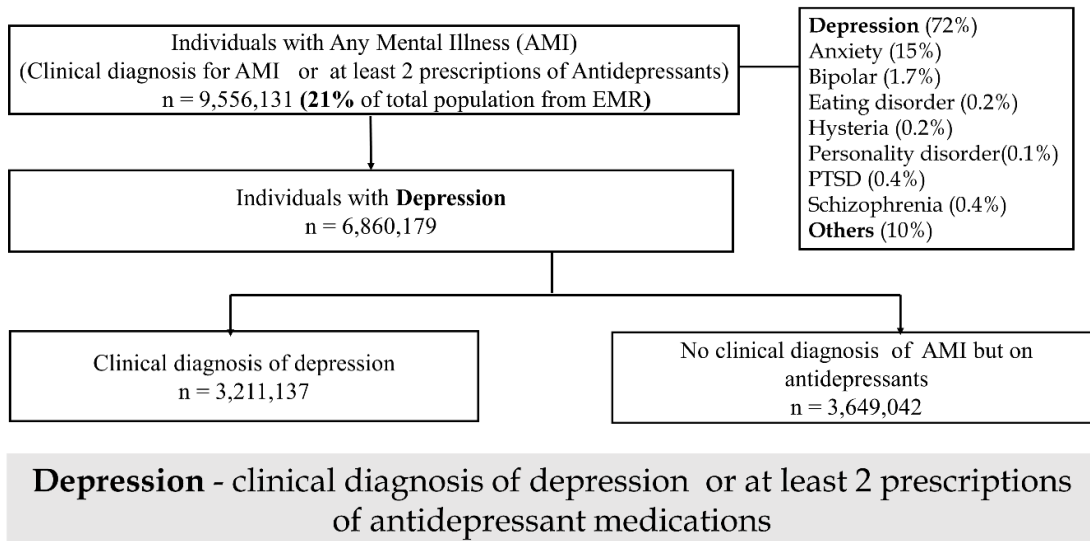 Individuals with Any Mental Illness (AMI)
(Clinical diagnosis for AMI or at least 2 prescriptions of Antidepressants)
n = 9,556,131 (21% of total population from EMR)
Depression (72%)
Anxiety (15%)
Bipolar (1.7%)
Eating disorder (0.2%)
Hysteria (0.2%)
Personality disorder(0.1%)
PTSD (0.4%)
Schizophrenia (0.4%)
Others (10%)
Individuals with Depression
n = 6,860,179
Clinical diagnosis of depression
n = 3,211,137
No clinical diagnosis of AMI but on
antidepressants
n = 3,649,042
Depression - clinical diagnosis of depression or at least 2 prescriptions
of antidepressant medications